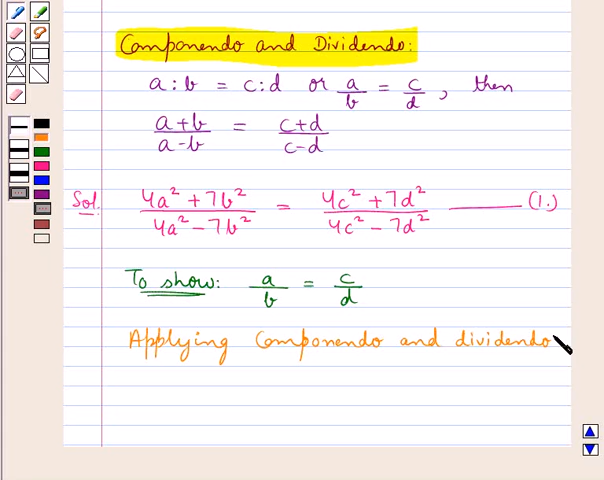 Componendo and Dividendo:
a : b = c : d or a/b = c/d, then
(a+b)/(a-b) = (c+d)/(c-d)
Sol. (4a² + 7b²)/(4a² - 7b²) = (4c² + 7d²)/(4c² - 7d²) ——— (1.)
To show: a/b = c/d
Applying Componendo and dividendo